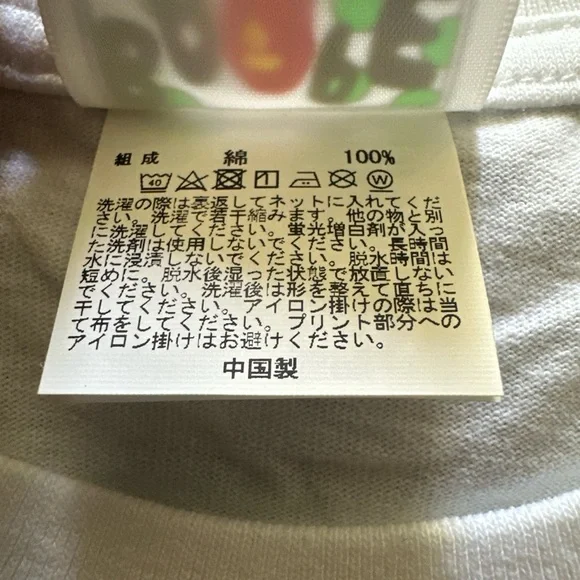 組成 綿 100%
40 W
洗濯の際は裏返してネットに入れてくだ
さい。洗濯で若干縮みます。他の物と別
に洗濯してください。蛍光増白剤が入っ
た洗剤は使用しないでください。長時間
水に浸漬しないでください。脱水時間は
短めに。脱水後湿った状態で放置しない
でください。洗濯後は形を整えて直ちに
干してください。アイロン掛けの際は当
て布をしてください。プリント部分への
アイロン掛けはお避けください。
中国製